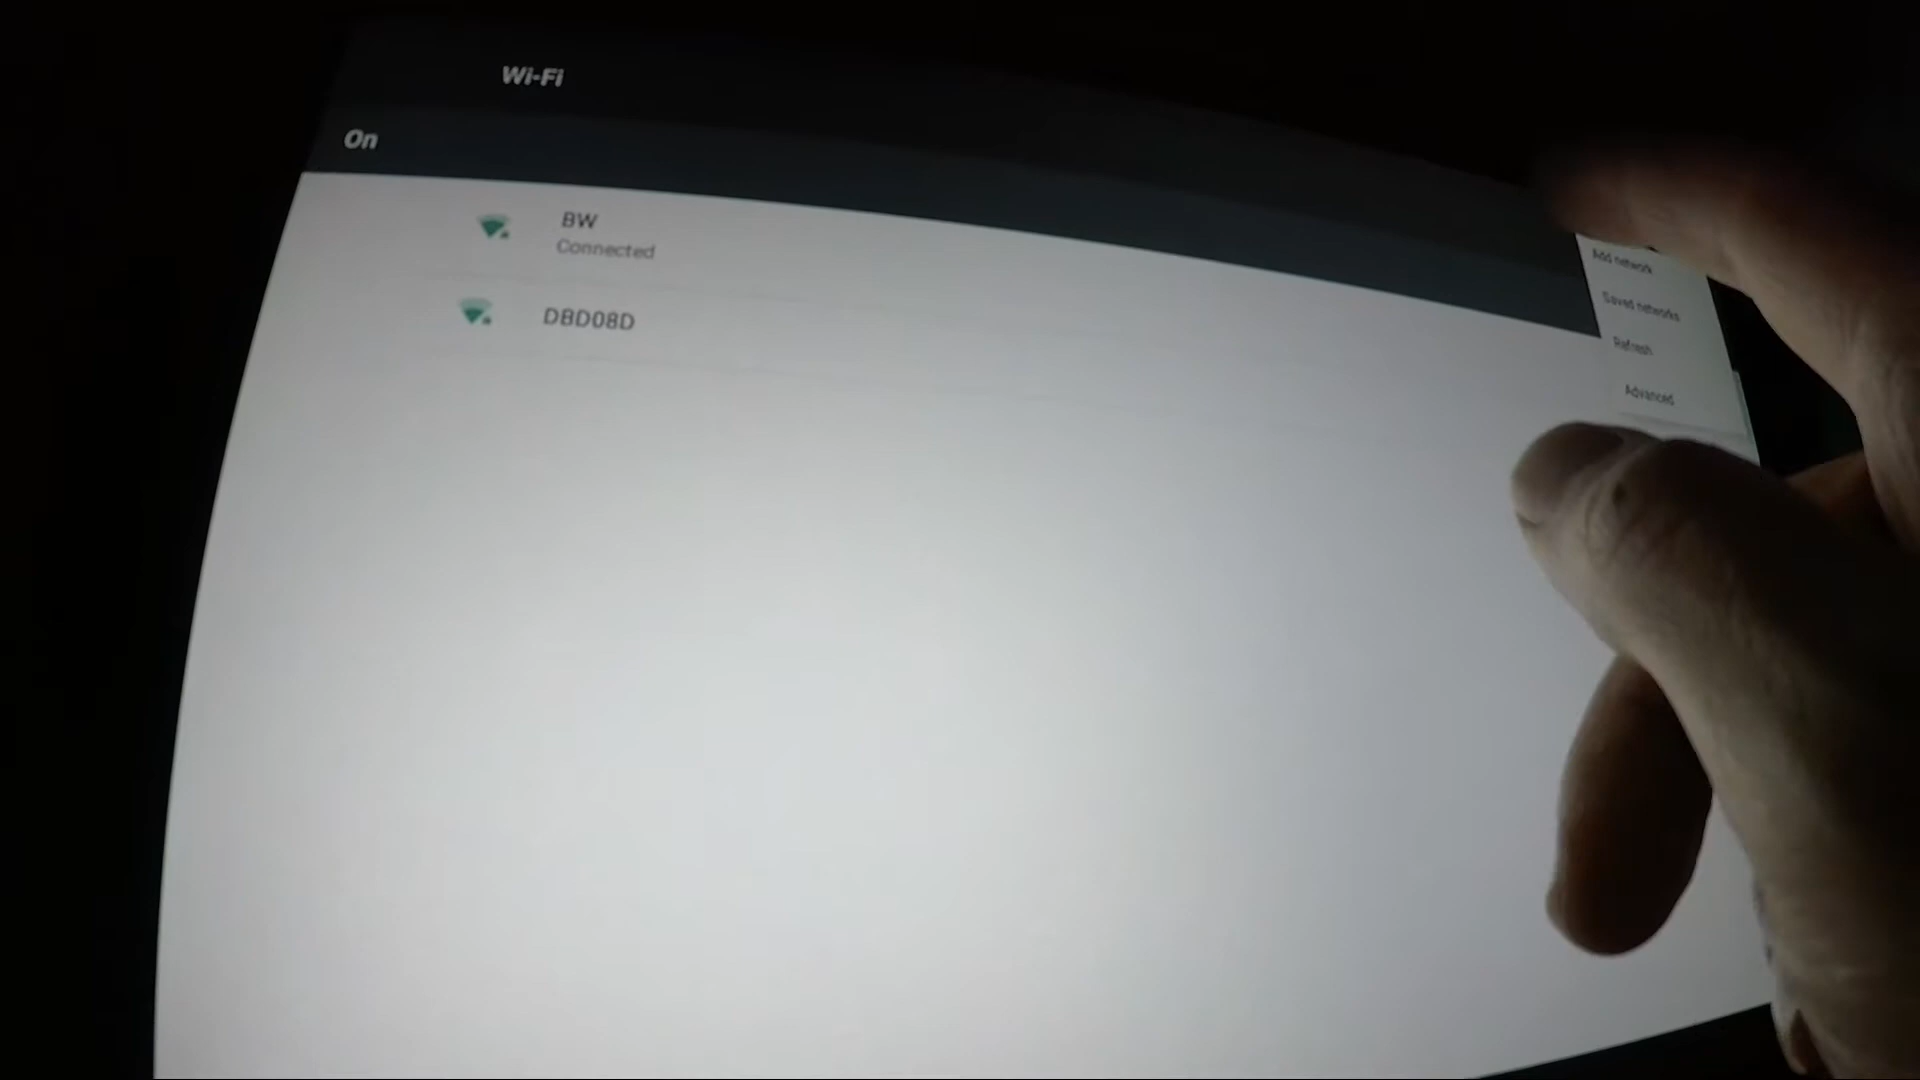 Wi-Fi
On
BW
Connected
DBD08D
Add network
Saved networks
Refresh
Advanced